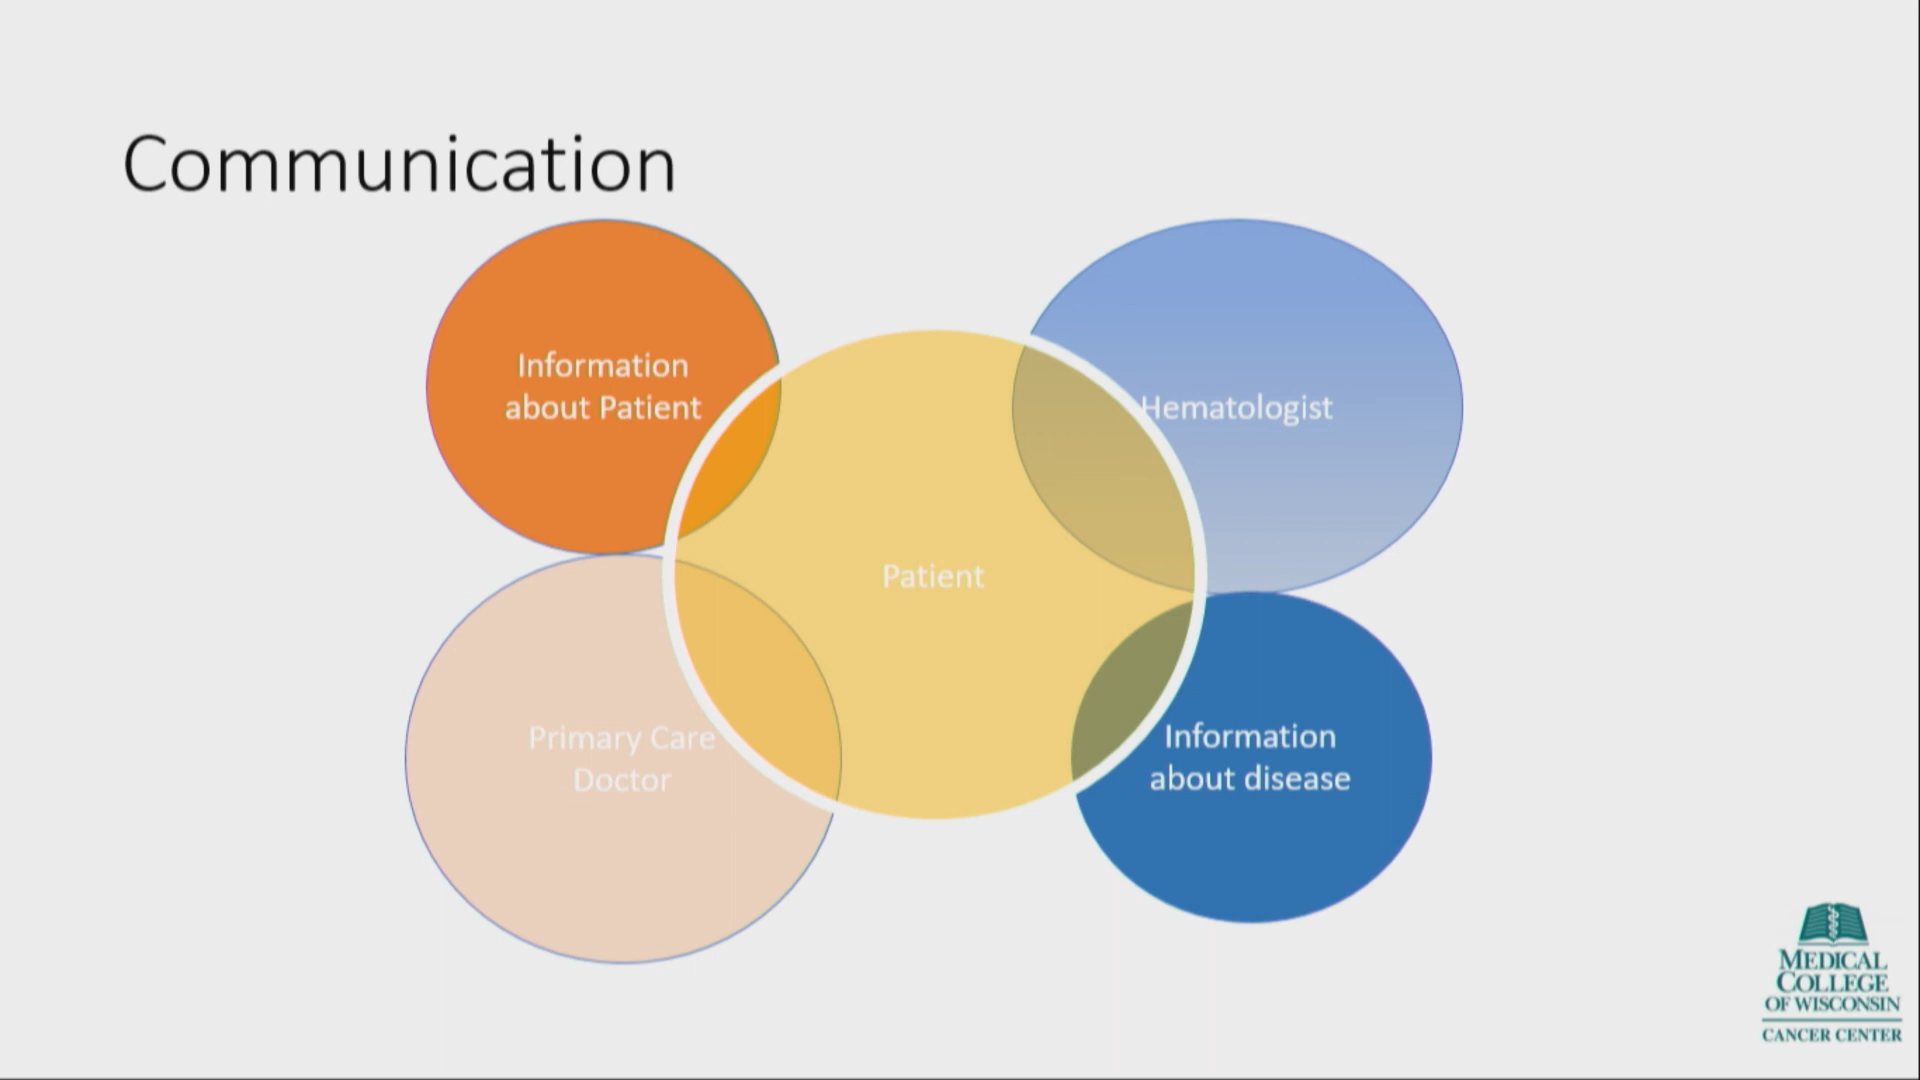 Communication
Information
about Patient
Hematologist
Patient
Primary Care
Doctor
Information
about disease
MEDICAL
COLLEGE
OF WISCONSIN
CANCER CENTER